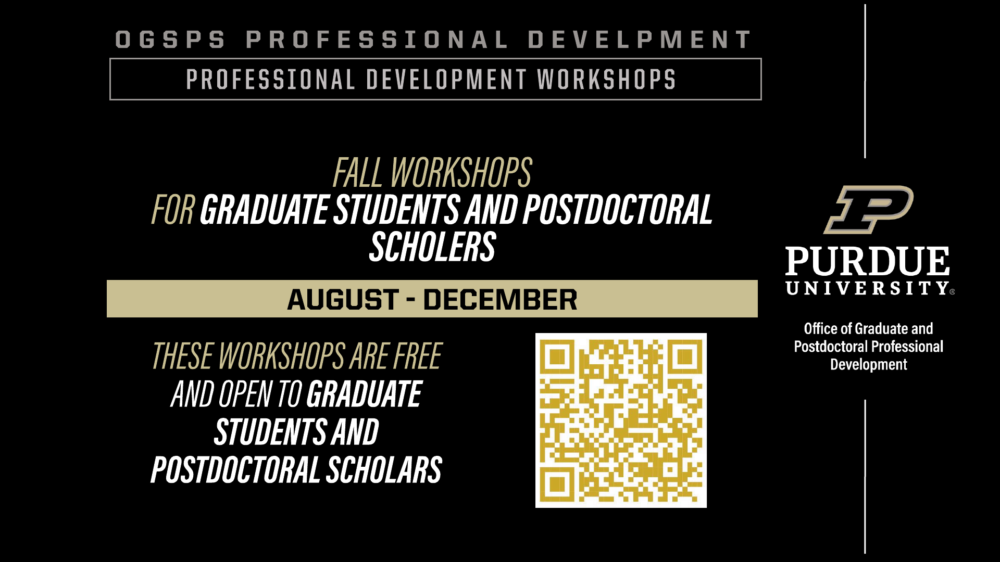 OGSPS PROFESSIONAL DEVELPMENT
PROFESSIONAL DEVELOPMENT WORKSHOPS
FALL WORKSHOPS
FOR GRADUATE STUDENTS AND POSTDOCTORAL
SCHOLERS
AUGUST - DECEMBER
THESE WORKSHOPS ARE FREE
AND OPEN TO GRADUATE
STUDENTS AND
POSTDOCTORAL SCHOLARS
P
PURDUE
UNIVERSITY®
Office of Graduate and
Postdoctoral Professional
Development